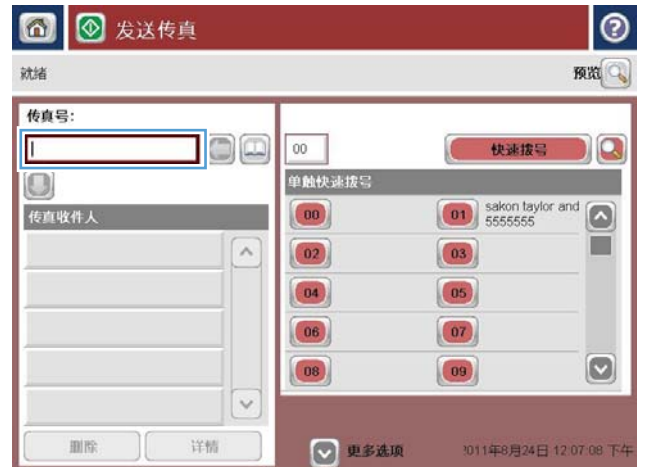 发送传真
就绪
预览
传真号:
00
快速拨号
单触快速拨号
传真收件人
00
01
sakon taylor and
5555555
02
03
04
05
06
07
08
09
删除
详情
更多选项
2011年8月24日 12:07:08 下午